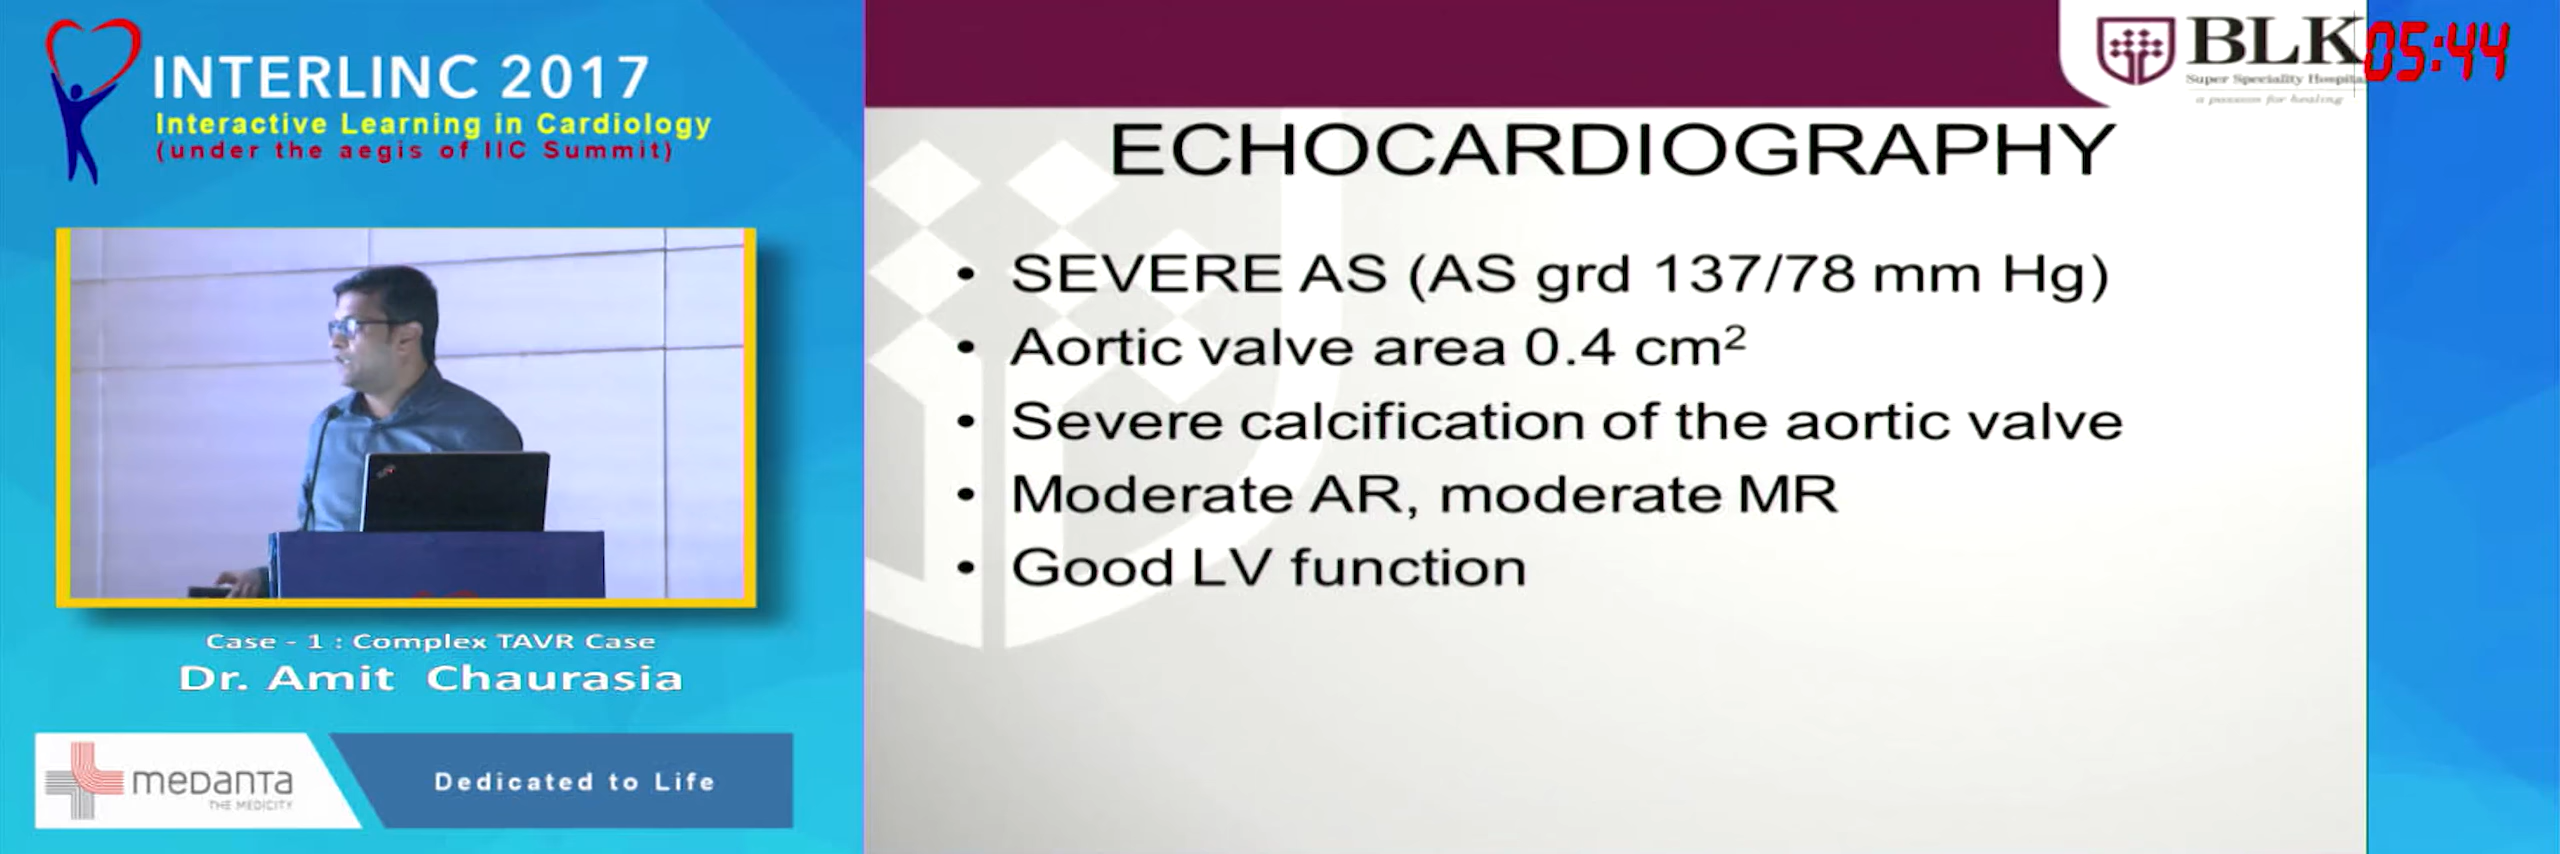 INTERLINC 2017
Interactive Learning in Cardiology
(under the aegis of IIC Summit)
Case - 1 : Complex TAVR Case
Dr. Amit Chaurasia
meDanTa
THE MEDICITY
Dedicated to Life
BLK
Super Speciality Hospital
a passion for healing
05:44
ECHOCARDIOGRAPHY
• SEVERE AS (AS grd 137/78 mm Hg)
• Aortic valve area 0.4 cm²
• Severe calcification of the aortic valve
• Moderate AR, moderate MR
• Good LV function